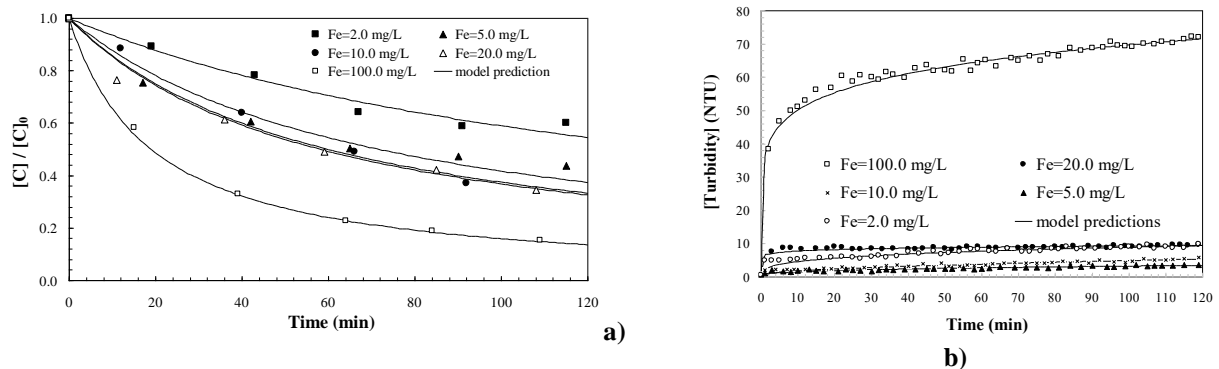 1.0
0.8
0.6
0.4
0.2
0.0
[C] / [C]0
Fe=2.0 mg/L
Fe=5.0 mg/L
Fe=10.0 mg/L
Fe=20.0 mg/L
Fe=100.0 mg/L
model prediction
0 20 40 60 80 100 120
Time (min)
a)
80
70
60
50
40
30
20
10
0
[Turbidity] (NTU)
Fe=100.0 mg/L
Fe=20.0 mg/L
Fe=10.0 mg/L
Fe=5.0 mg/L
Fe=2.0 mg/L
model predictions
0 10 20 30 40 50 60 70 80 90 100 110 120
Time (min)
b)